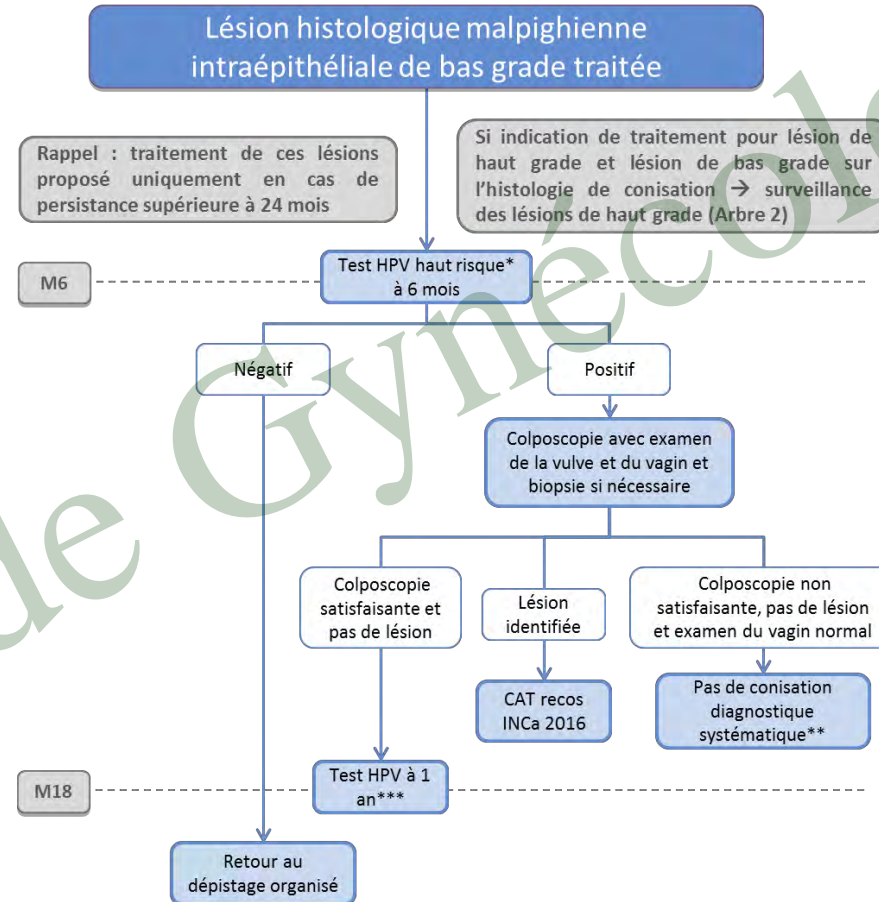 Lésion histologique malpighienne
intraépithéliale de bas grade traitée
Rappel : traitement de ces lésions
proposé uniquement en cas de
persistance supérieure à 24 mois
Si indication de traitement pour lésion de
haut grade et lésion de bas grade sur
l'histologie de conisation → surveillance
des lésions de haut grade (Arbre 2)
M6
Test HPV haut risque*
à 6 mois
Négatif
Positif
Colposcopie avec examen
de la vulve et du vagin et
biopsie si nécessaire
Colposcopie
satisfaisante et
pas de lésion
Lésion
identifiée
Colposcopie non
satisfaisante, pas de lésion
et examen du vagin normal
CAT recos
INCa 2016
Pas de conisation
diagnostique
systématique**
M18
Test HPV à 1
an***
Retour au
dépistage organisé
de Gynécolo